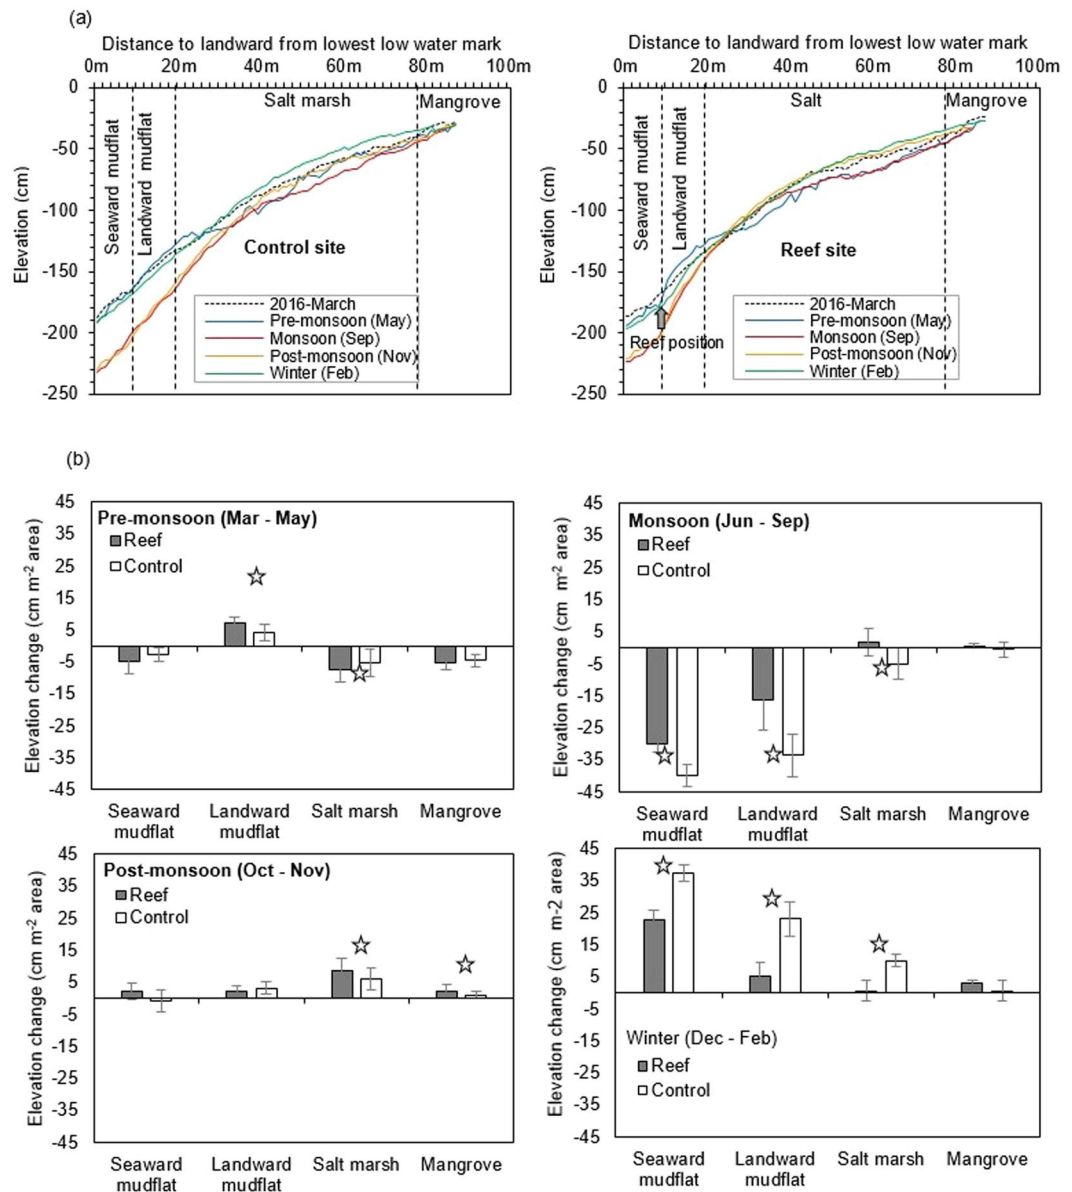 (a)
Distance to landward from lowest low water mark
0m 20m 40m 60m 80m 100m
0
-50
-100
-150
-200
-250
Elevation (cm)
Seaward mudflat
Landward mudflat
Salt marsh
Mangrove
Control site
2016-March
Pre-monsoon (May)
Monsoon (Sep)
Post-monsoon (Nov)
Winter (Feb)
Distance to landward from lowest low water mark
0m 20m 40m 60m 80m 100m
0
-50
-100
-150
-200
-250
Elevation (cm)
Seaward mudflat
Landward mudflat
Salt
Mangrove
Reef site
2016-March
Pre-monsoon (May)
Monsoon (Sep)
Post-monsoon (Nov)
Winter (Feb)
Reef position
(b)
Elevation change (cm m-2 area)
45
35
25
15
5
-5
-15
-25
-35
-45
Pre-monsoon (Mar - May)
Reef
Control
Seaward Landward Salt marsh Mangrove
mudflat mudflat
Elevation change (cm m-2 area)
45
35
25
15
5
-5
-15
-25
-35
-45
Monsoon (Jun - Sep)
Reef
Control
Seaward Landward Salt marsh Mangrove
mudflat mudflat
Elevation change (cm m-2 area)
45
35
25
15
5
-5
-15
-25
-35
-45
Post-monsoon (Oct - Nov)
Reef
Control
Seaward Landward Salt marsh Mangrove
mudflat mudflat
Elevation change (cm m-2 area)
45
35
25
15
5
-5
-15
-25
-35
-45
Winter (Dec - Feb)
Reef
Control
Seaward Landward Salt marsh Mangrove
mudflat mudflat